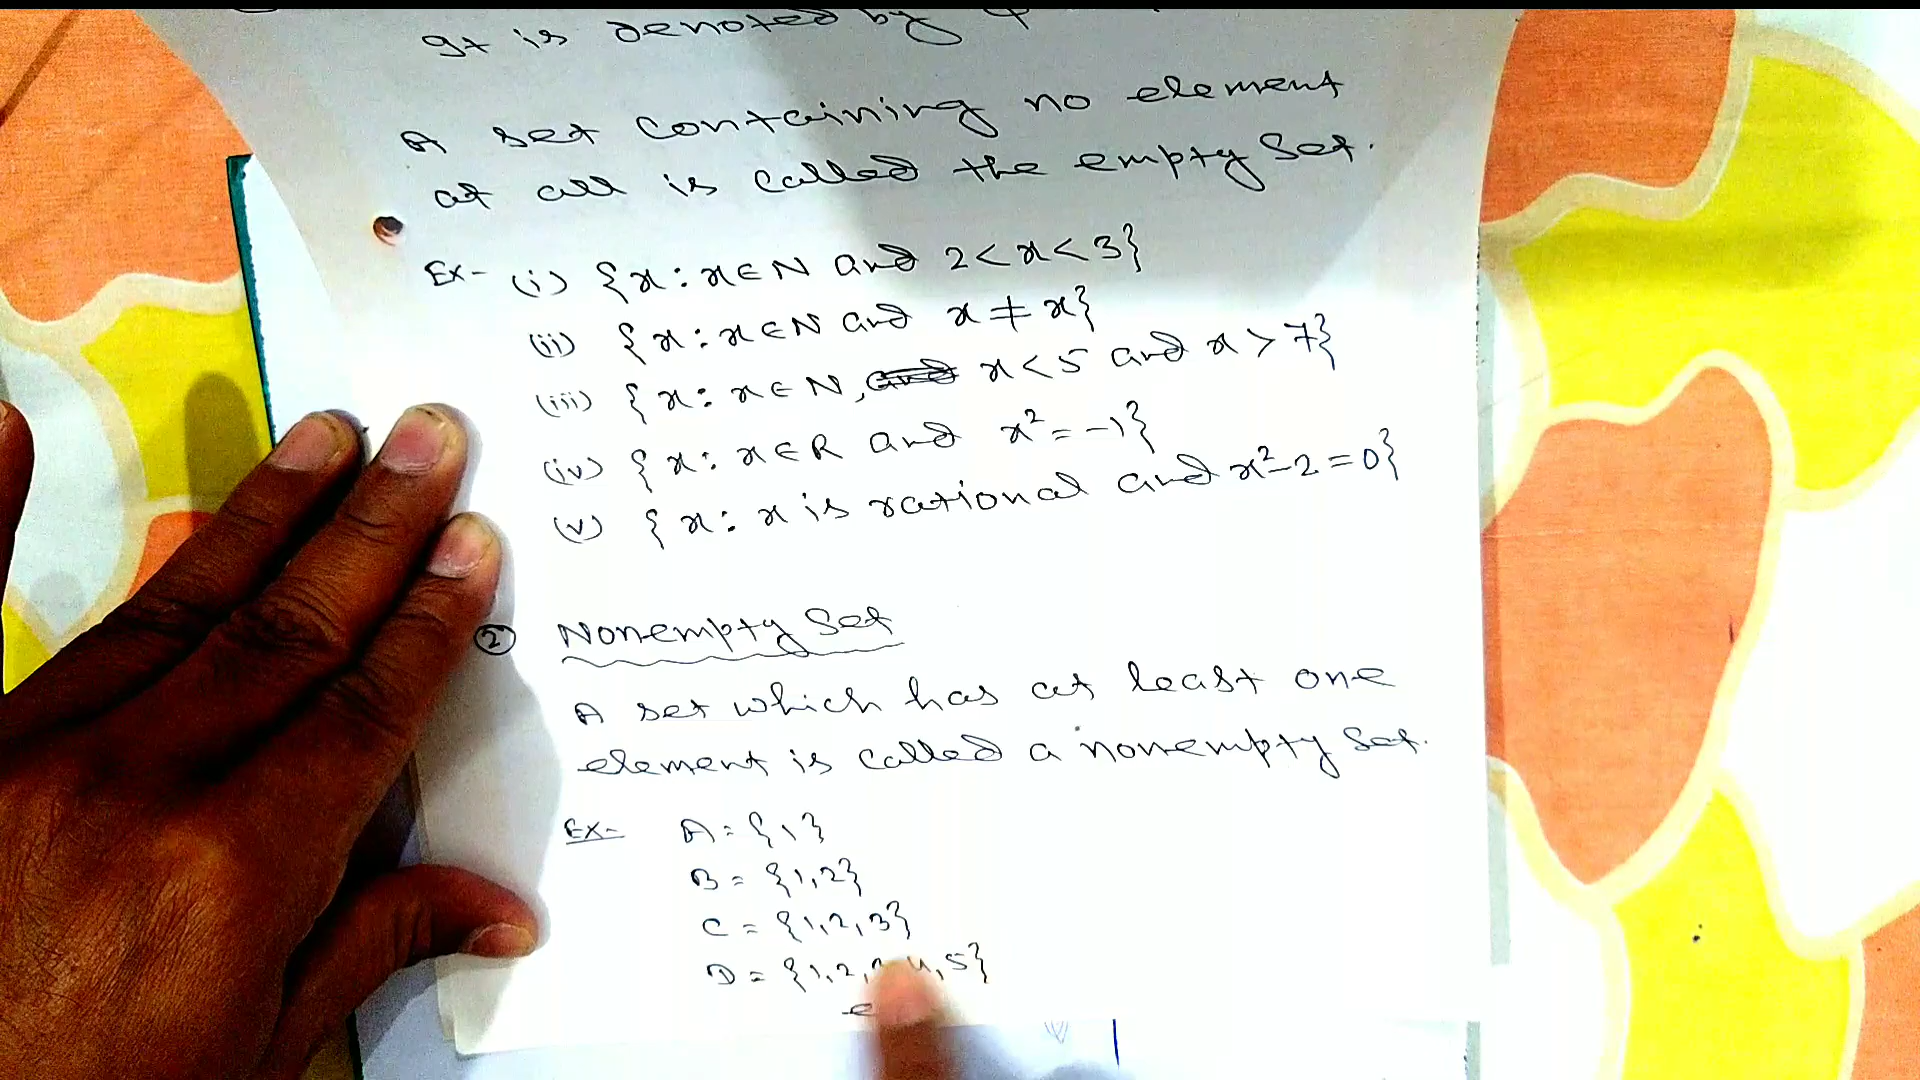 It is denoted by φ
A set containing no element
at all is called the empty set.
Ex- (i) {x : x ∈ N and 2 < x < 3}
(ii) {x : x ∈ N and x ≠ x}
(iii) {x : x ∈ N, x < 5 and x > 7}
(iv) {x : x ∈ R and x² = -1}
(v) {x : x is rational and x² - 2 = 0}
② Nonempty Set
A set which has at least one
element is called a nonempty set.
Ex- A = {1}
B = {1,2}
C = {1,2,3}
D = {1,2, 4,5}